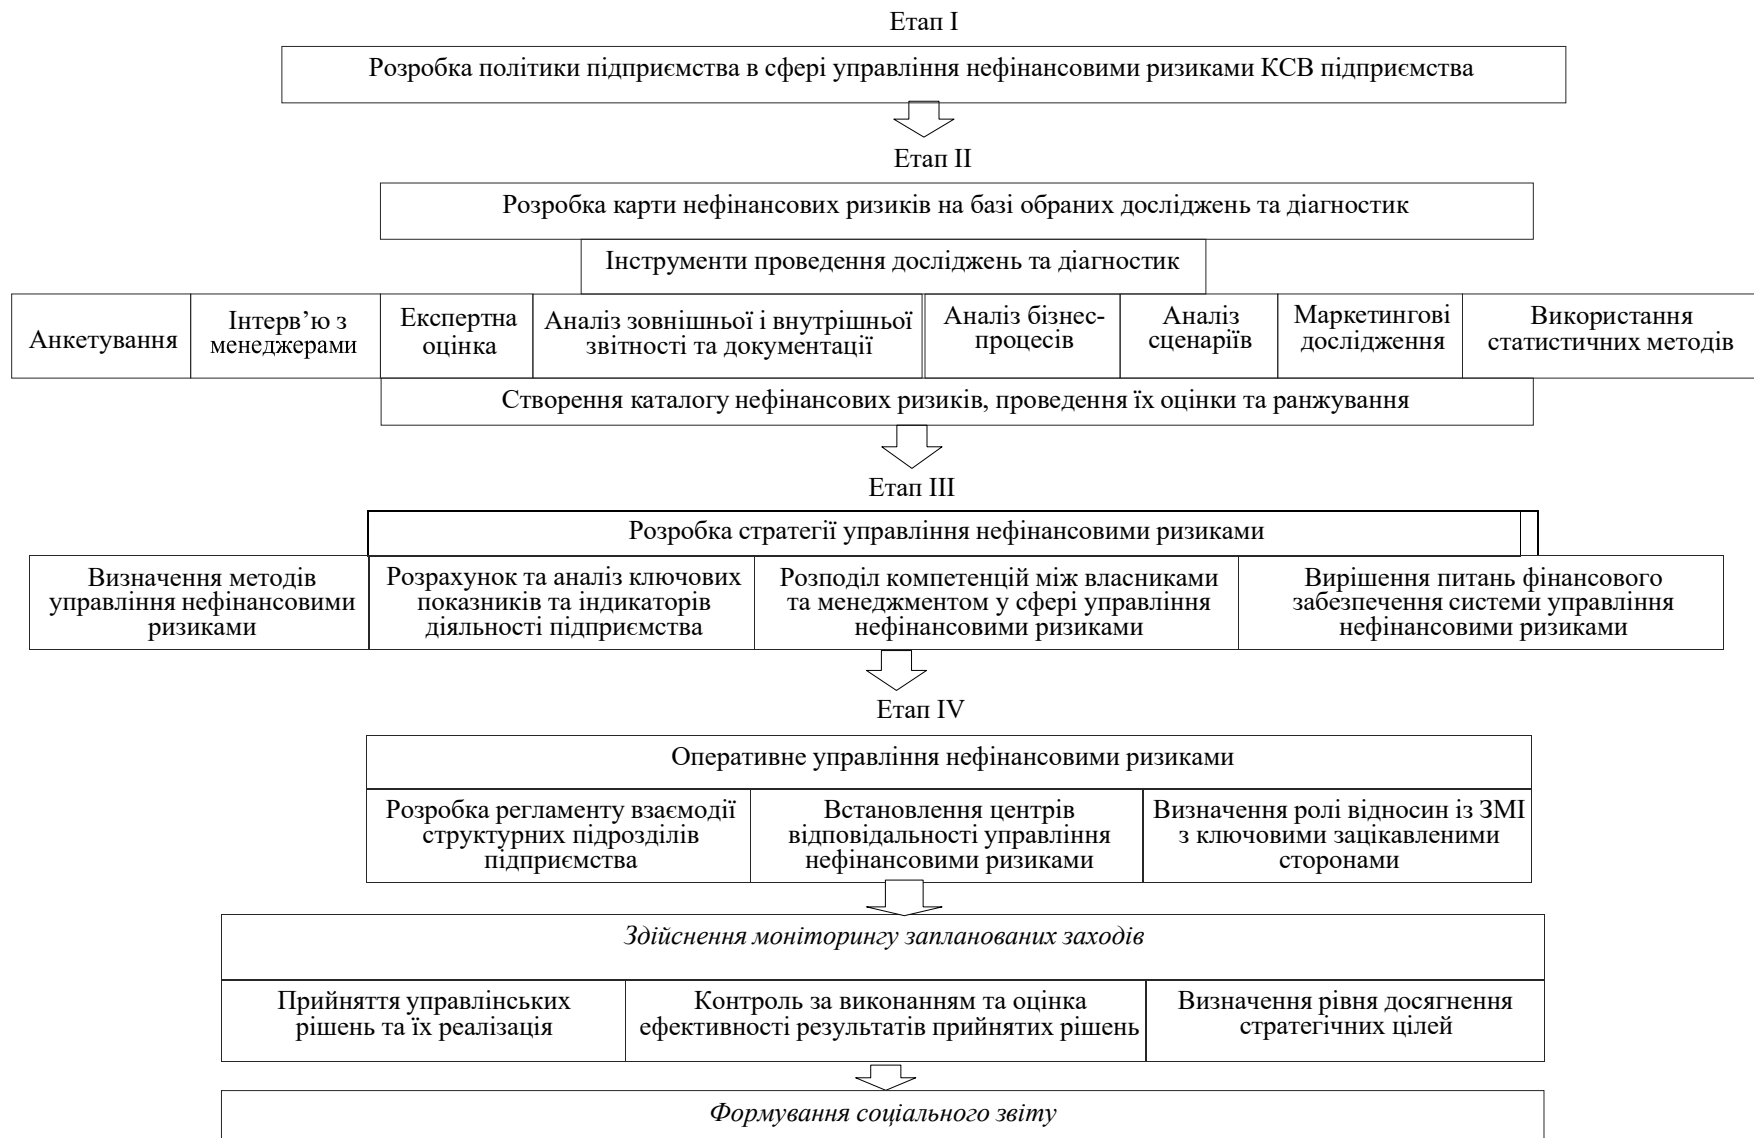 Етап I
Розробка політики підприємства в сфері управління нефінансовими ризиками КСВ підприємства
Етап II
Розробка карти нефінансових ризиків на базі обраних досліджень та діагностик
Інструменти проведення досліджень та діагностик
Анкетування
Інтерв’ю з
менеджерами
Експертна
оцінка
Аналіз зовнішньої і внутрішньої
звітності та документації
Аналіз бізнес-
процесів
Аналіз
сценаріїв
Маркетингові
дослідження
Використання
статистичних методів
Створення каталогу нефінансових ризиків, проведення їх оцінки та ранжування
Етап III
Розробка стратегії управління нефінансовими ризиками
Визначення методів
управління нефінансовими
ризиками
Розрахунок та аналіз ключових
показників та індикаторів
діяльності підприємства
Розподіл компетенцій між власниками
та менеджментом у сфері управління
нефінансовими ризиками
Вирішення питань фінансового
забезпечення системи управління
нефінансовими ризиками
Етап IV
Оперативне управління нефінансовими ризиками
Розробка регламенту взаємодії
структурних підрозділів
підприємства
Встановлення центрів
відповідальності управління
нефінансовими ризиками
Визначення ролі відносин із ЗМІ
з ключовими зацікавленими
сторонами
Здійснення моніторингу запланованих заходів
Прийняття управлінських
рішень та їх реалізація
Контроль за виконанням та оцінка
ефективності результатів прийнятих рішень
Визначення рівня досягнення
стратегічних цілей
Формування соціального звіту